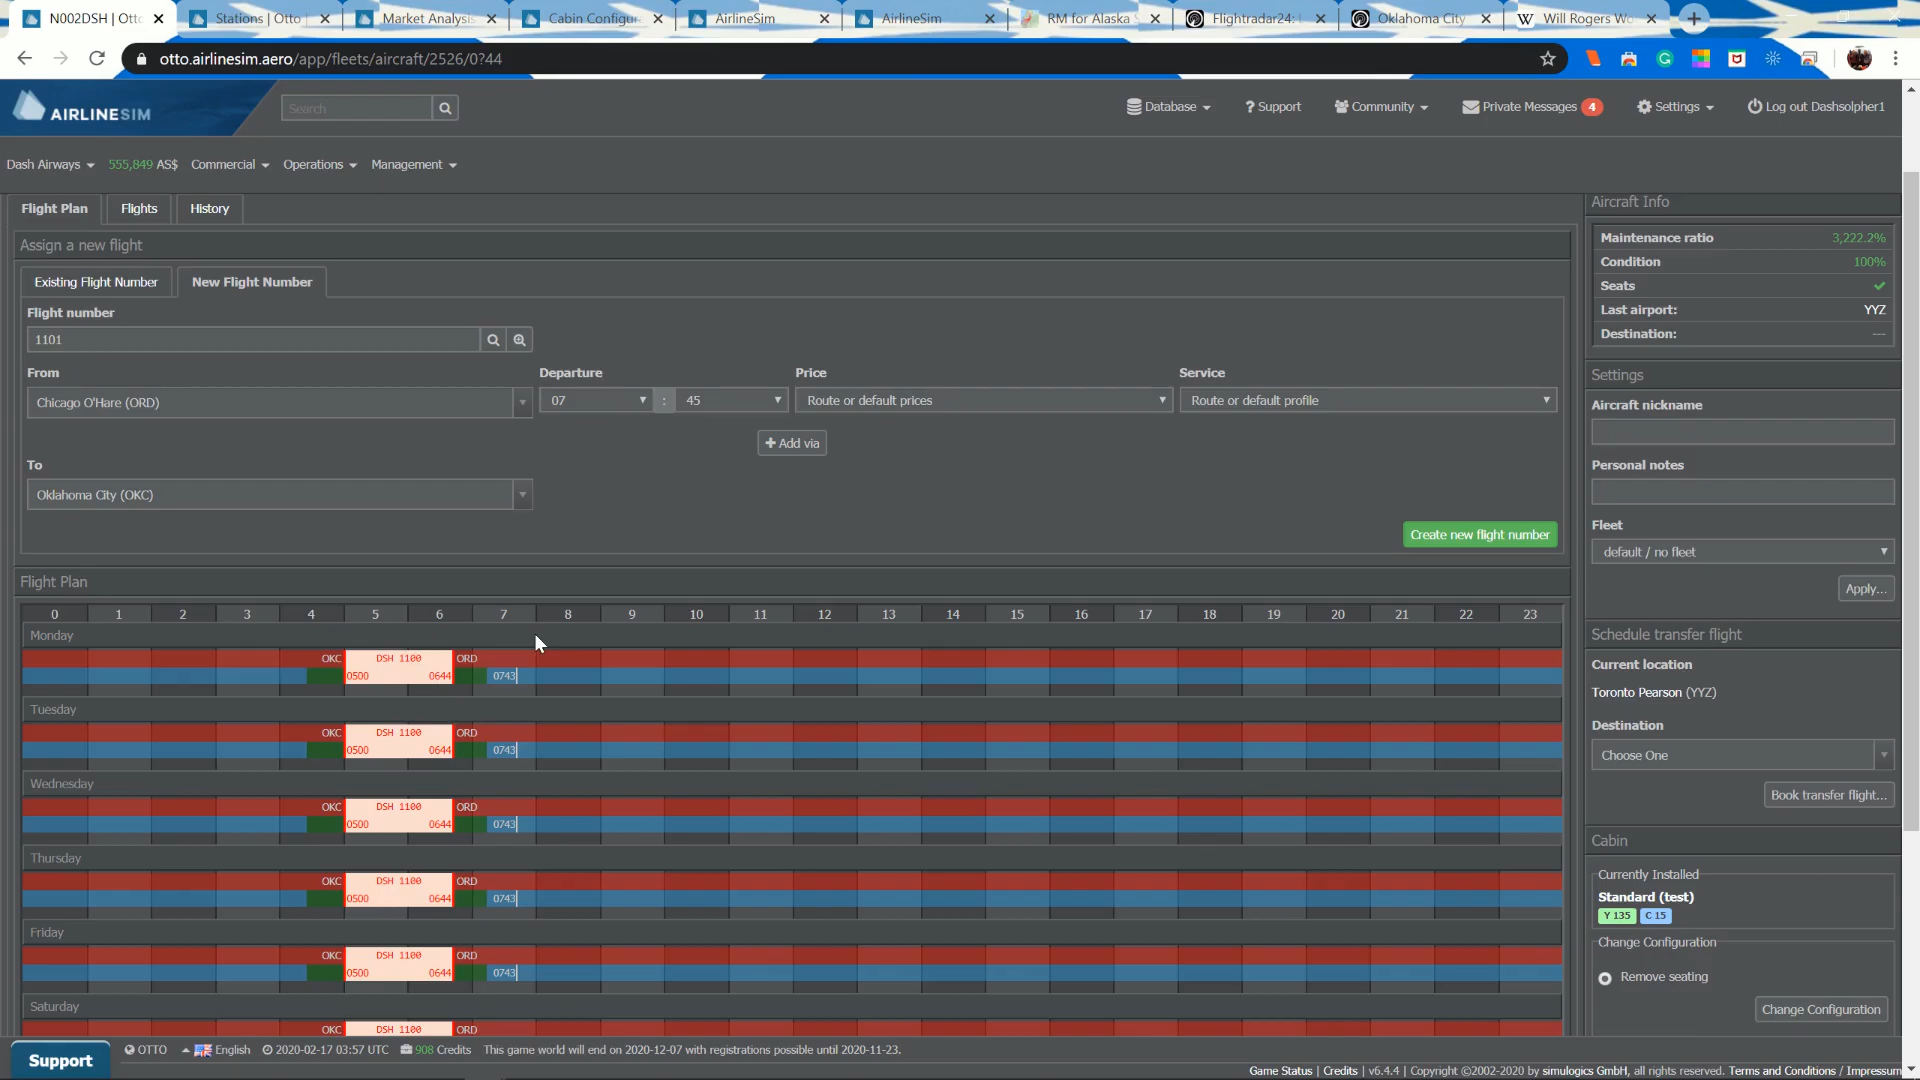 N002DSH | Otto
Stations | Otto
Market Analysis
Cabin Configur
AirlineSim
AirlineSim
RM for Alaska
Flightradar24:
Oklahoma City
W Will Rogers Wo
otto.airlinesim.aero/app/fleets/aircraft/2526/0?44
AIRLINESIM
Search
Database
? Support
Community
Private Messages 4
Settings
Log out Dashsolpher1
Dash Airways
555,849 AS$
Commercial
Operations
Management
Flight Plan
Flights
History
Assign a new flight
Existing Flight Number
New Flight Number
Flight number
1101
From
Departure
Price
Service
Chicago O'Hare (ORD)
07 : 45
Route or default prices
Route or default profile
+ Add via
To
Oklahoma City (OKC)
Create new flight number
Flight Plan
0 1 2 3 4 5 6 7 8 9 10 11 12 13 14 15 16 17 18 19 20 21 22 23
Monday
OKC DSH 1100 ORD
0500 0644 0743
Tuesday
OKC DSH 1100 ORD
0500 0644 0743
Wednesday
OKC DSH 1100 ORD
0500 0644 0743
Thursday
OKC DSH 1100 ORD
0500 0644 0743
Friday
OKC DSH 1100 ORD
0500 0644 0743
Saturday
OKC DSH 1100 ORD
Aircraft Info
Maintenance ratio 3,222.2%
Condition 100%
Seats
Last airport: YYZ
Destination: ---
Settings
Aircraft nickname
Personal notes
Fleet
default / no fleet
Apply...
Schedule transfer flight
Current location
Toronto Pearson (YYZ)
Destination
Choose One
Book transfer flight...
Cabin
Currently Installed
Standard (test)
Y 135 C 15
Change Configuration
Remove seating
Change Configuration
Support
OTTO
English
2020-02-17 03:57 UTC
908 Credits
This game world will end on 2020-12-07 with registrations possible until 2020-11-23.
Game Status | Credits | v6.4.4 | Copyright ©2002-2020 by simulogics GmbH, all rights reserved. Terms and Conditions / Impressum